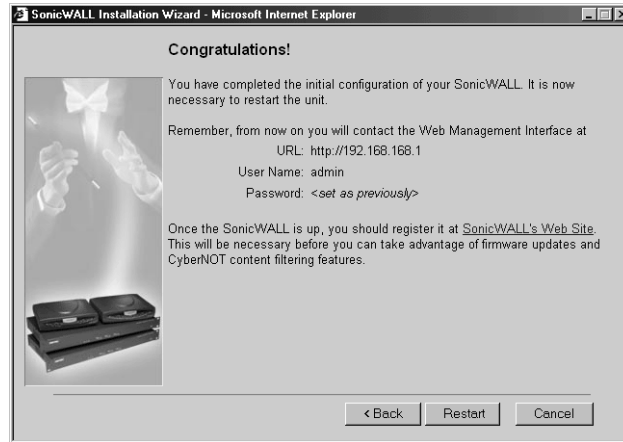 SonicWALL Installation Wizard - Microsoft Internet Explorer
Congratulations!
You have completed the initial configuration of your SonicWALL. It is now
necessary to restart the unit.
Remember, from now on you will contact the Web Management Interface at
URL: http://192.168.168.1
User Name: admin
Password: <set as previously>
Once the SonicWALL is up, you should register it at SonicWALL's Web Site.
This will be necessary before you can take advantage of firmware updates and
CyberNOT content filtering features.
< Back Restart Cancel